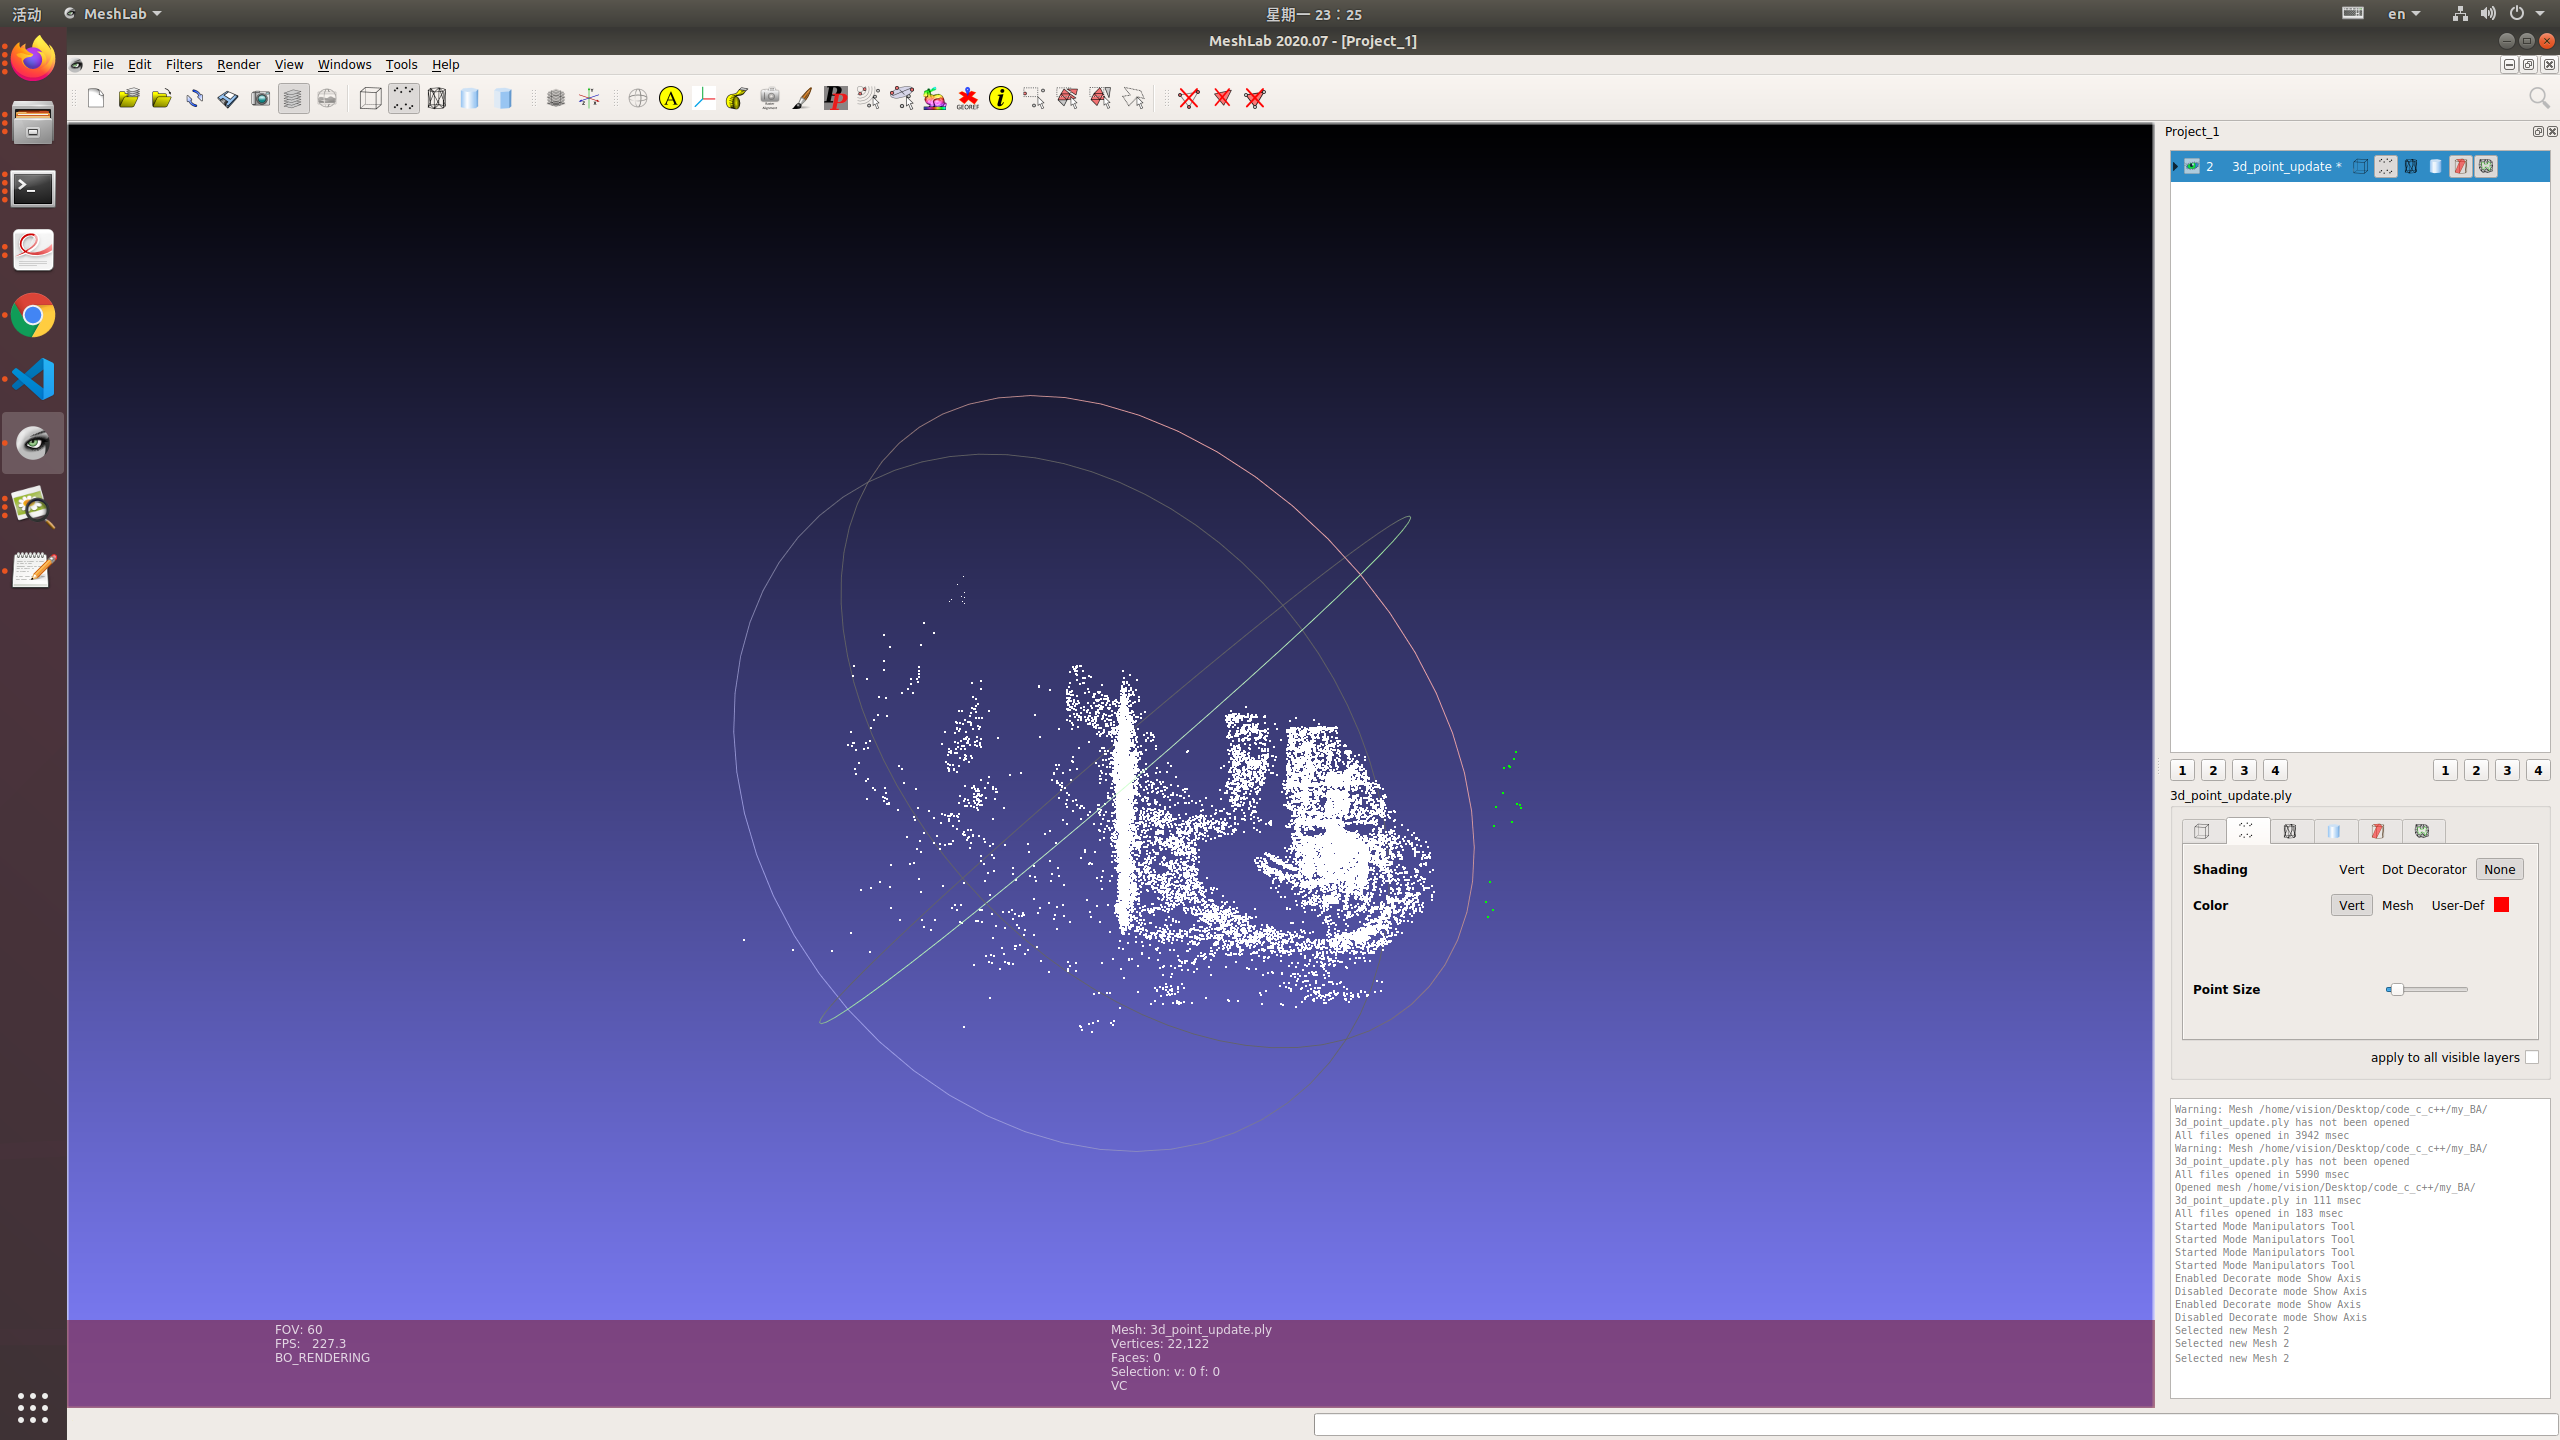 活动
MeshLab
星期一 23：25
en
MeshLab 2020.07 - [Project_1]
File Edit Filters Render View Windows Tools Help
A
PP
GEOREF
i
Project_1
2 3d_point_update *
1 2 3 4 1 2 3 4
3d_point_update.ply
Shading Vert Dot Decorator None
Color Vert Mesh User-Def
Point Size
apply to all visible layers
Warning: Mesh /home/vision/Desktop/code_c_c++/my_BA/
3d_point_update.ply has not been opened
All files opened in 3942 msec
Warning: Mesh /home/vision/Desktop/code_c_c++/my_BA/
3d_point_update.ply has not been opened
All files opened in 5990 msec
Opened mesh /home/vision/Desktop/code_c_c++/my_BA/
3d_point_update.ply in 111 msec
All files opened in 183 msec
Started Mode Manipulators Tool
Started Mode Manipulators Tool
Started Mode Manipulators Tool
Started Mode Manipulators Tool
Enabled Decorate mode Show Axis
Disabled Decorate mode Show Axis
Enabled Decorate mode Show Axis
Disabled Decorate mode Show Axis
Selected new Mesh 2
Selected new Mesh 2
Selected new Mesh 2
FOV: 60
FPS: 227.3
BO_RENDERING
Mesh: 3d_point_update.ply
Vertices: 22,122
Faces: 0
Selection: v: 0 f: 0
VC